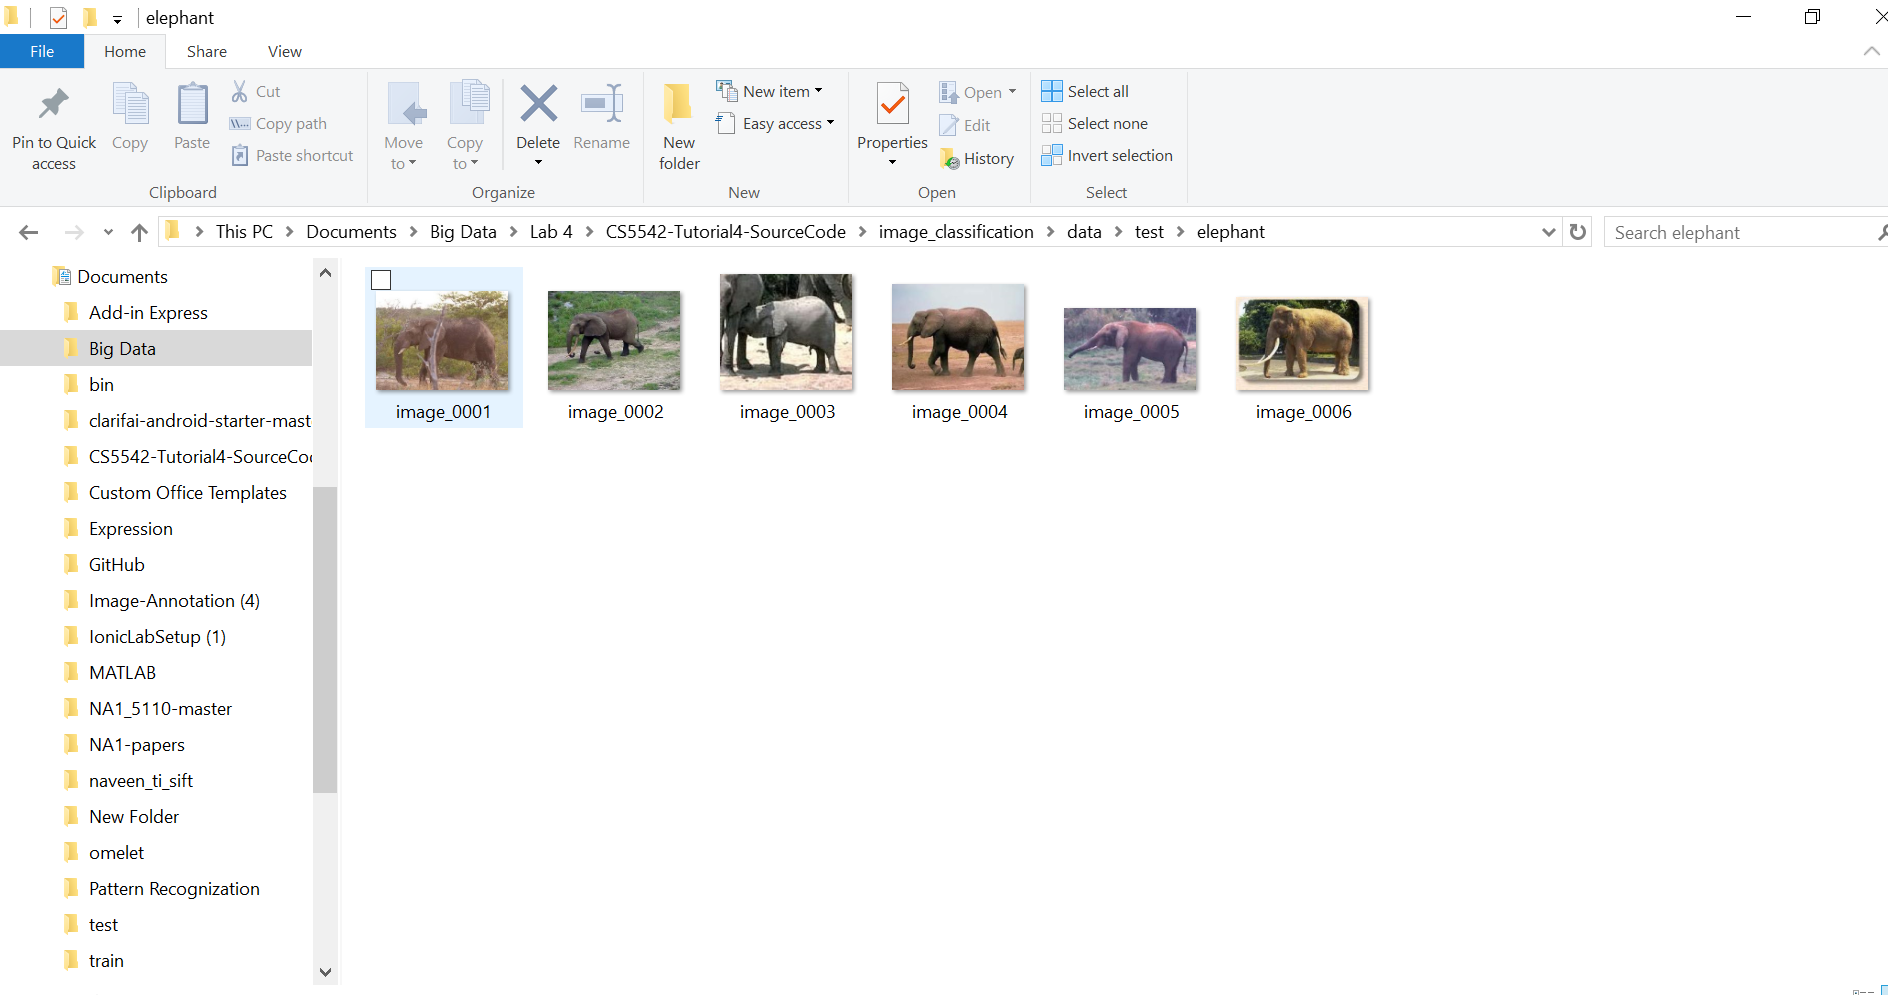 elephant
File Home Share View
Pin to Quick access
Copy
Paste
Cut
Copy path
Paste shortcut
Clipboard
Move to
Copy to
Delete
Rename
Organize
New folder
New item
Easy access
New
Properties
Open
Edit
History
Open
Select all
Select none
Invert selection
Select
This PC > Documents > Big Data > Lab 4 > CS5542-Tutorial4-SourceCode > image_classification > data > test > elephant
Search elephant
Documents
Add-in Express
Big Data
bin
clarifai-android-starter-mast
CS5542-Tutorial4-SourceCo
Custom Office Templates
Expression
GitHub
Image-Annotation (4)
IonicLabSetup (1)
MATLAB
NA1_5110-master
NA1-papers
naveen_ti_sift
New Folder
omelet
Pattern Recognization
test
train
image_0001
image_0002
image_0003
image_0004
image_0005
image_0006